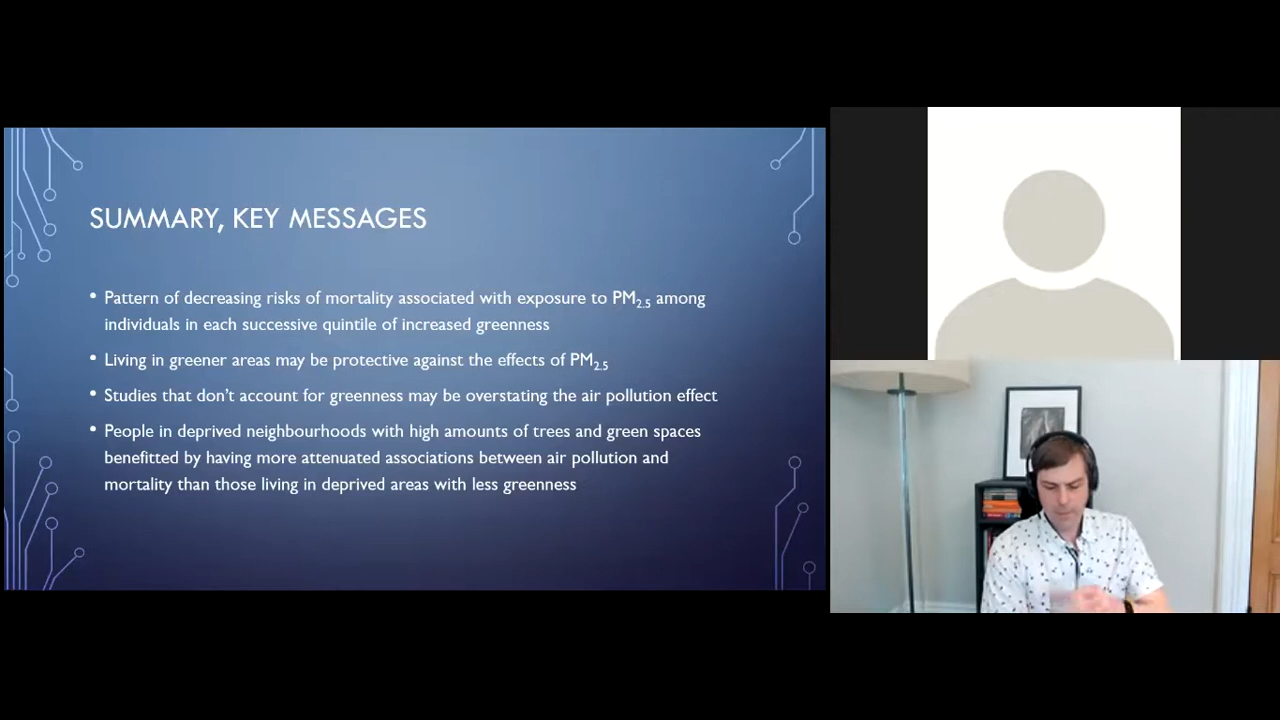 SUMMARY, KEY MESSAGES
• Pattern of decreasing risks of mortality associated with exposure to PM2.5 among
individuals in each successive quintile of increased greenness
• Living in greener areas may be protective against the effects of PM2.5
• Studies that don't account for greenness may be overstating the air pollution effect
• People in deprived neighbourhoods with high amounts of trees and green spaces
benefitted by having more attenuated associations between air pollution and
mortality than those living in deprived areas with less greenness